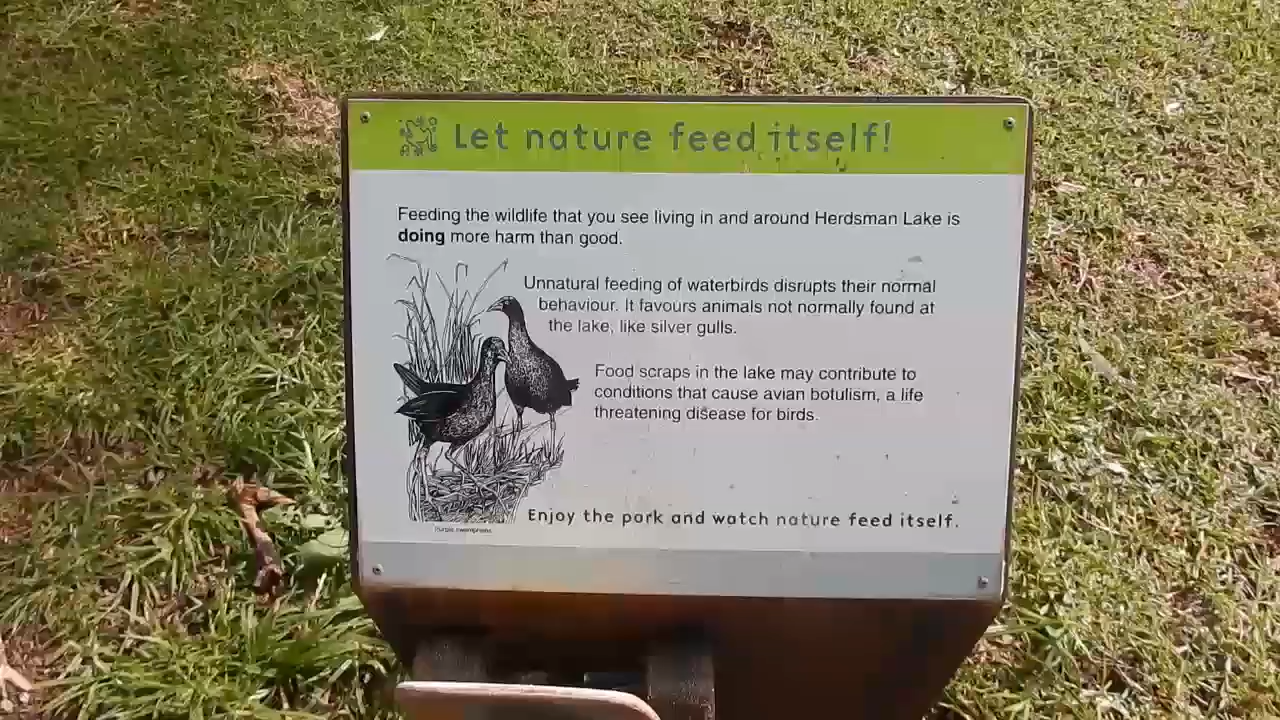 Let nature feed itself!
Feeding the wildlife that you see living in and around Herdsman Lake is
doing more harm than good.
Unnatural feeding of waterbirds disrupts their normal
behaviour. It favours animals not normally found at
the lake, like silver gulls.
Food scraps in the lake may contribute to
conditions that cause avian botulism, a life
threatening disease for birds.
Enjoy the park and watch nature feed itself.
Purple swamphens